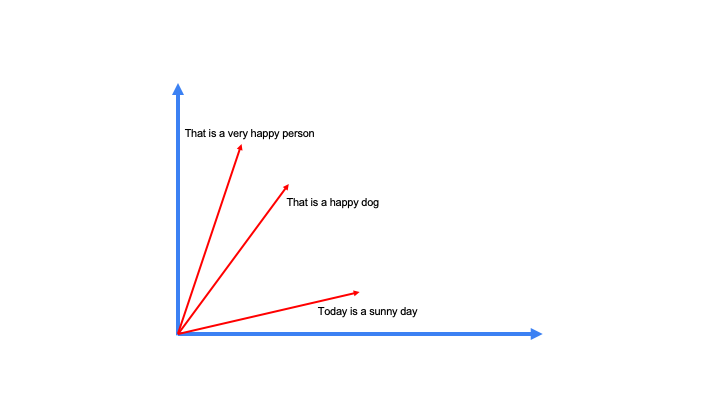 That is a very happy person
That is a happy dog
Today is a sunny day